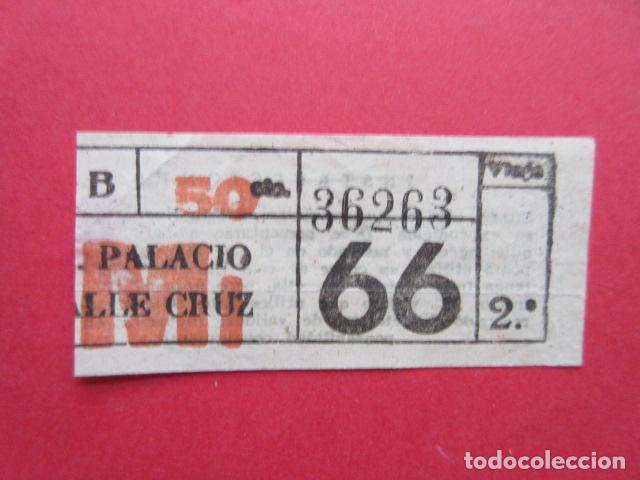 B 50 cts. 36263 Viaje
. PALACIO
ALLE CRUZ
Mi
66
2.ª
todocoleccion